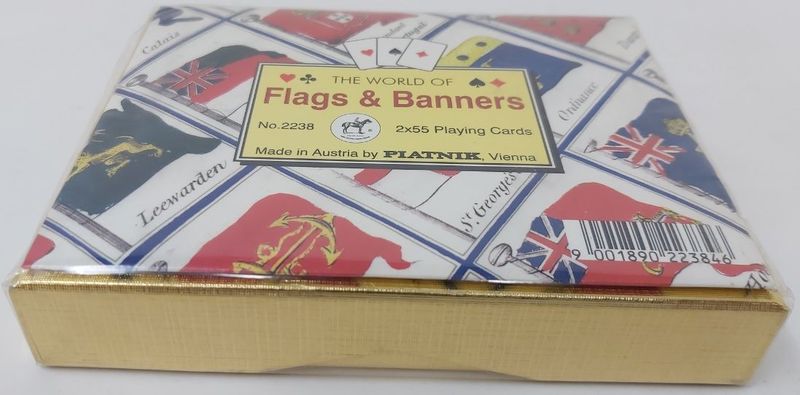 Calais
THE WORLD OF
Flags & Banners
No.2238
2x55 Playing Cards
Made in Austria by PIATNIK, Vienna
Ordnance
Leewarden
St. Georges
9 001890 223846